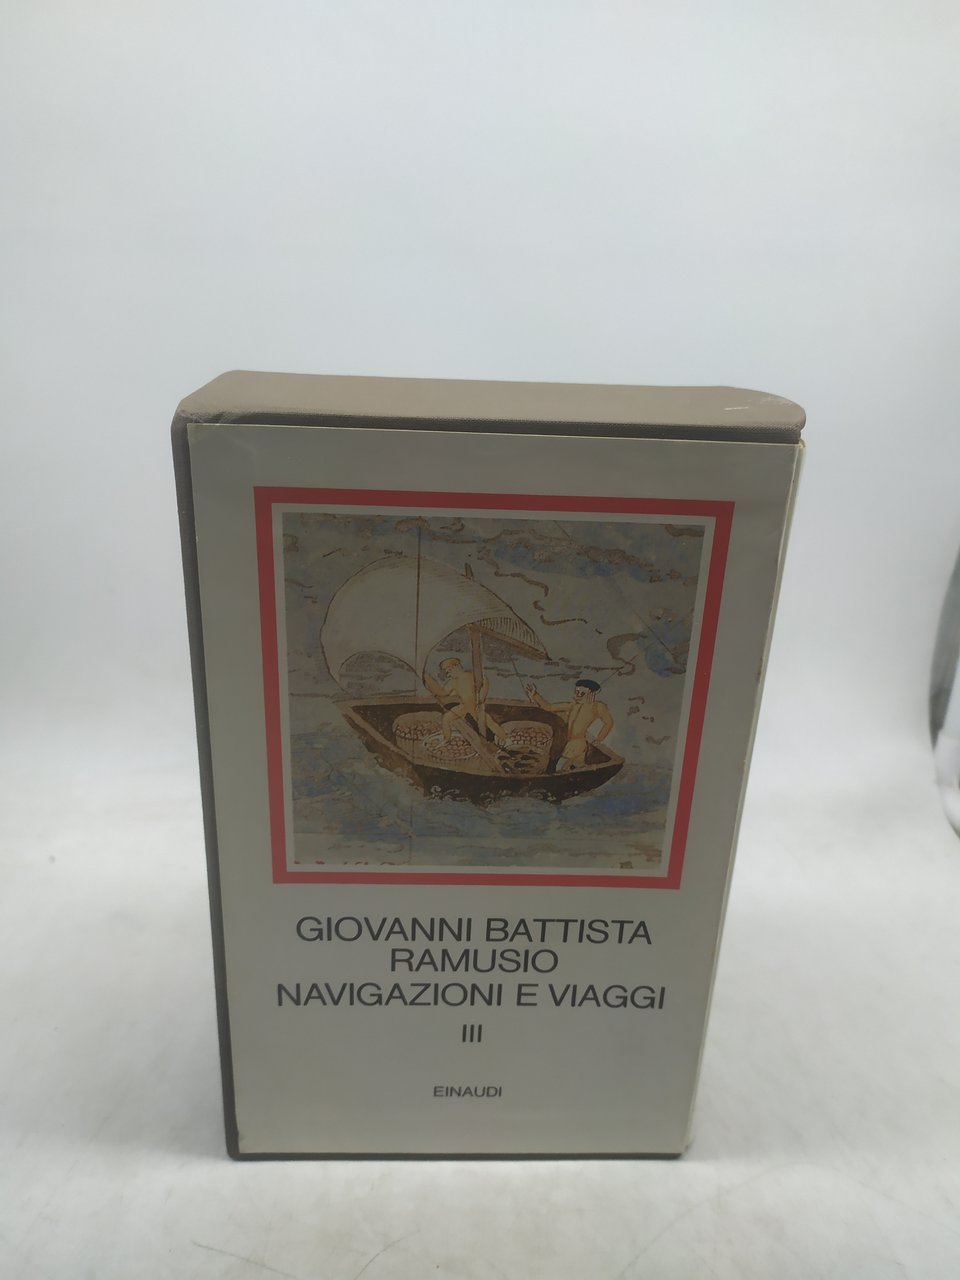 GIOVANNI BATTISTA
RAMUSIO
NAVIGAZIONI E VIAGGI
III
EINAUDI